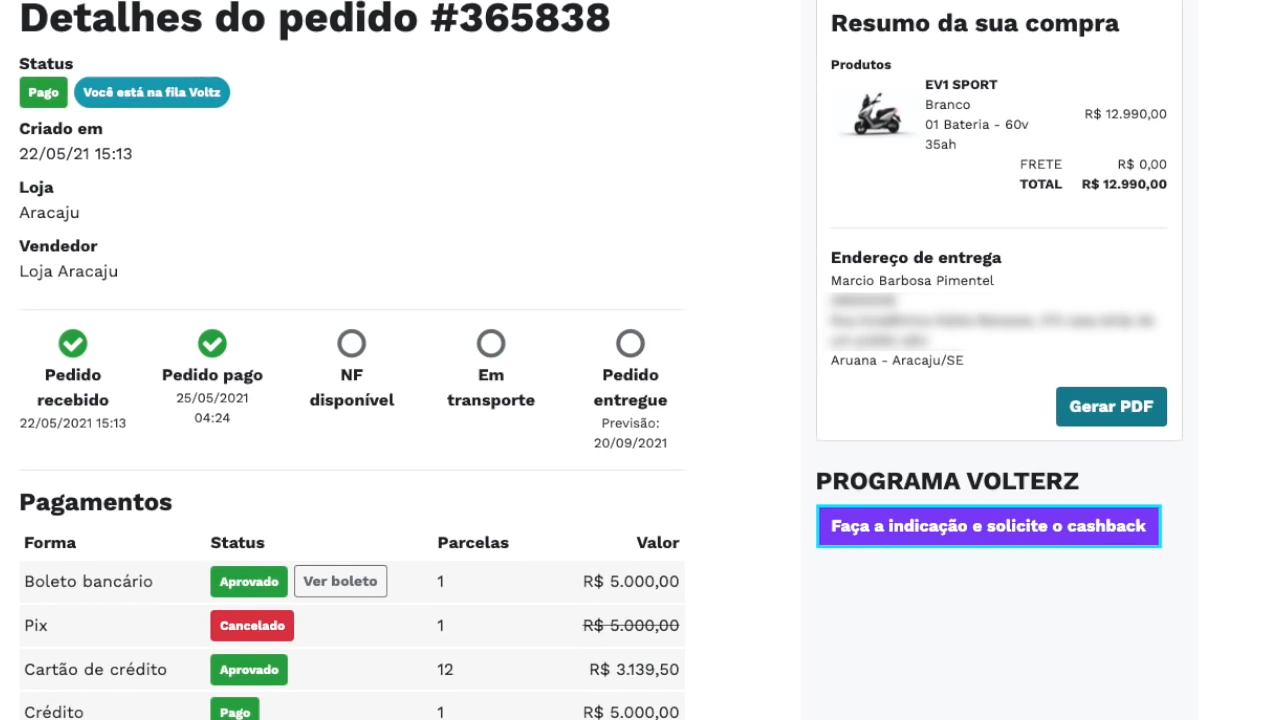 Detalhes do pedido #365838
Status
Pago Você está na fila Voltz
Criado em
22/05/21 15:13
Loja
Aracaju
Vendedor
Loja Aracaju
Pedido recebido
22/05/2021 15:13
Pedido pago
25/05/2021
04:24
NF
disponível
Em
transporte
Pedido
entregue
Previsão:
20/09/2021
Pagamentos
Forma Status Parcelas Valor
Boleto bancário Aprovado Ver boleto 1 R$ 5.000,00
Pix Cancelado 1 R$ 5.000,00
Cartão de crédito Aprovado 12 R$ 3.139,50
Crédito Pago 1 R$ 5.000,00
Resumo da sua compra
Produtos
EV1 SPORT
Branco
01 Bateria - 60v
35ah
R$ 12.990,00
FRETE R$ 0,00
TOTAL R$ 12.990,00
Endereço de entrega
Marcio Barbosa Pimentel
Aruana - Aracaju/SE
Gerar PDF
PROGRAMA VOLTERZ
Faça a indicação e solicite o cashback